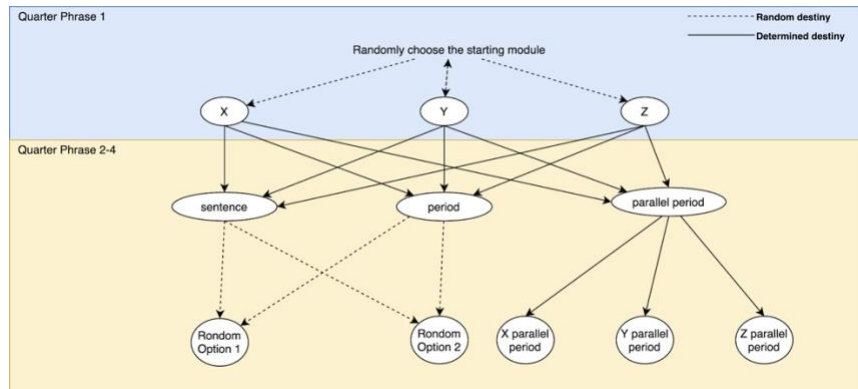 Quarter Phrase 1
Random destiny
Determined destiny
Randomly choose the starting module
X
Y
Z
Quarter Phrase 2-4
sentence
period
parallel period
Rondom
Option 1
Rondom
Option 2
X parallel
period
Y parallel
period
Z parallel
period